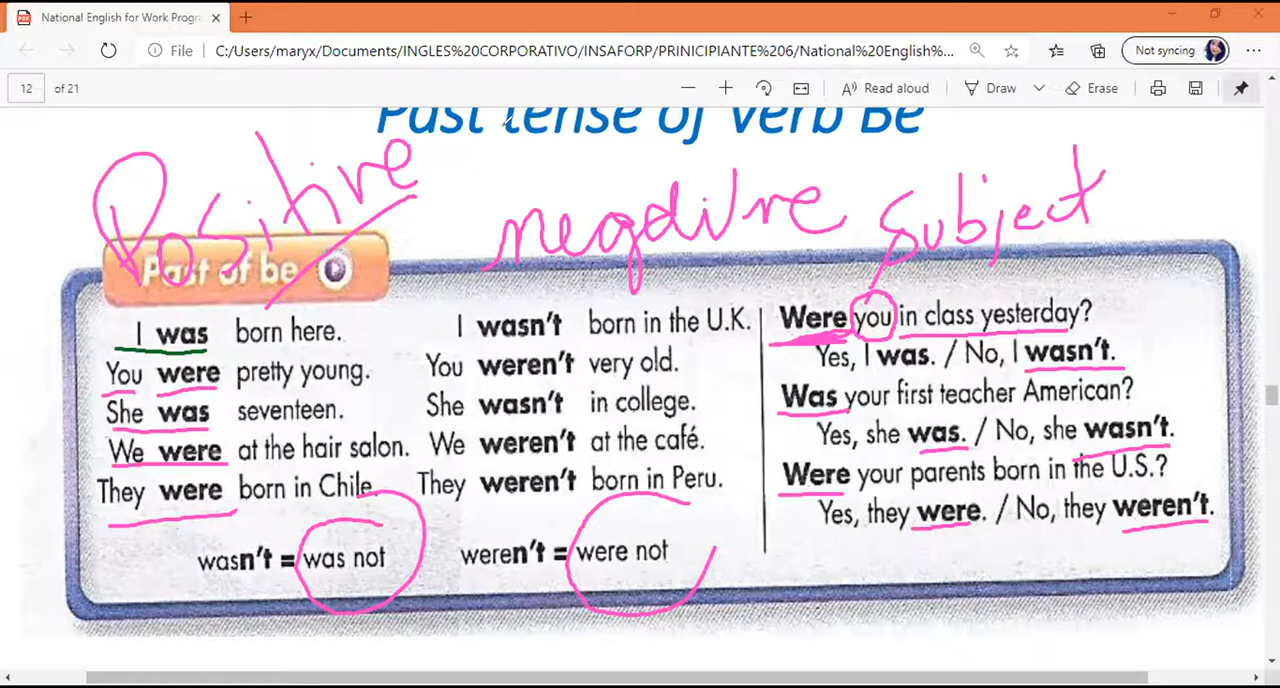 National English for Work Progra
File C:/Users/maryx/Documents/INGLES%20CORPORATIVO/INSAFORP/PRINICIPIANTE%206/National%20English%... Not syncing
12 of 21 Read aloud Draw Erase
Past tense of Verb Be
Positive negative subject
Past of be
I was born here.
You were pretty young.
She was seventeen.
We were at the hair salon.
They were born in Chile.
wasn't = was not
I wasn't born in the U.K.
You weren't very old.
She wasn't in college.
We weren't at the café.
They weren't born in Peru.
weren't = were not
Were you in class yesterday?
Yes, I was. / No, I wasn't.
Was your first teacher American?
Yes, she was. / No, she wasn't.
Were your parents born in the U.S.?
Yes, they were. / No, they weren't.